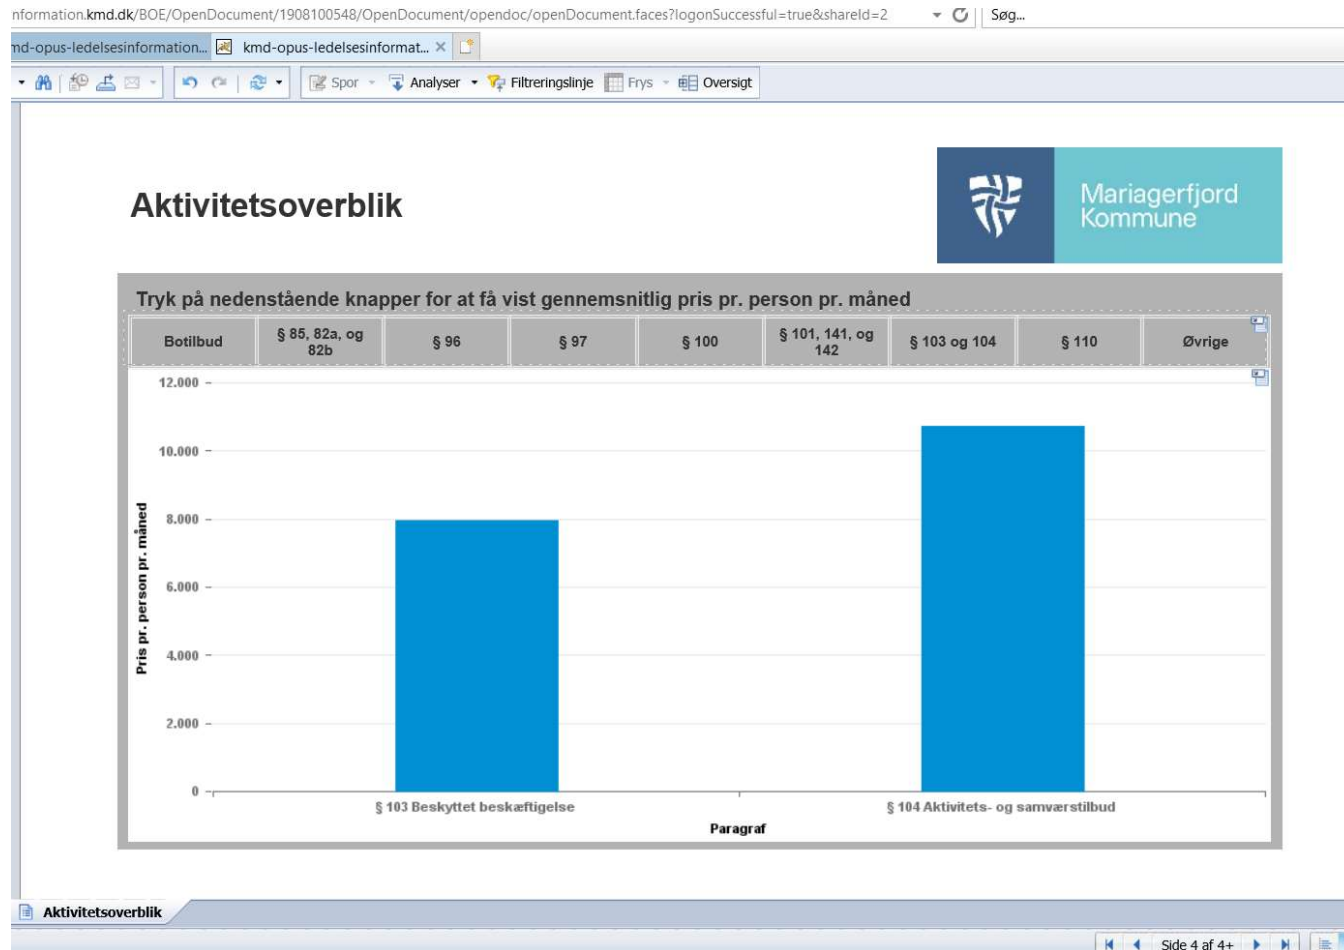 nformation.kmd.dk/BOE/OpenDocument/1908100548/OpenDocument/opendoc/openDocument.faces?logonSuccessful=true&shareId=2
Søg...
md-opus-ledelsesinformation...
kmd-opus-ledelsesinformat...
Spor
Analyser
Filtreringslinje
Frys
Oversigt
Aktivitetsoverblik
Mariagerfjord
Kommune
Tryk på nedenstående knapper for at få vist gennemsnitlig pris pr. person pr. måned
Botilbud
§ 85, 82a, og
82b
§ 96
§ 97
§ 100
§ 101, 141, og
142
§ 103 og 104
§ 110
Øvrige
12.000
10.000
8.000
6.000
4.000
2.000
0
Pris pr. person pr. måned
§ 103 Beskyttet beskæftigelse
§ 104 Aktivitets- og samværstilbud
Paragraf
Aktivitetsoverblik
Side 4 af 4+